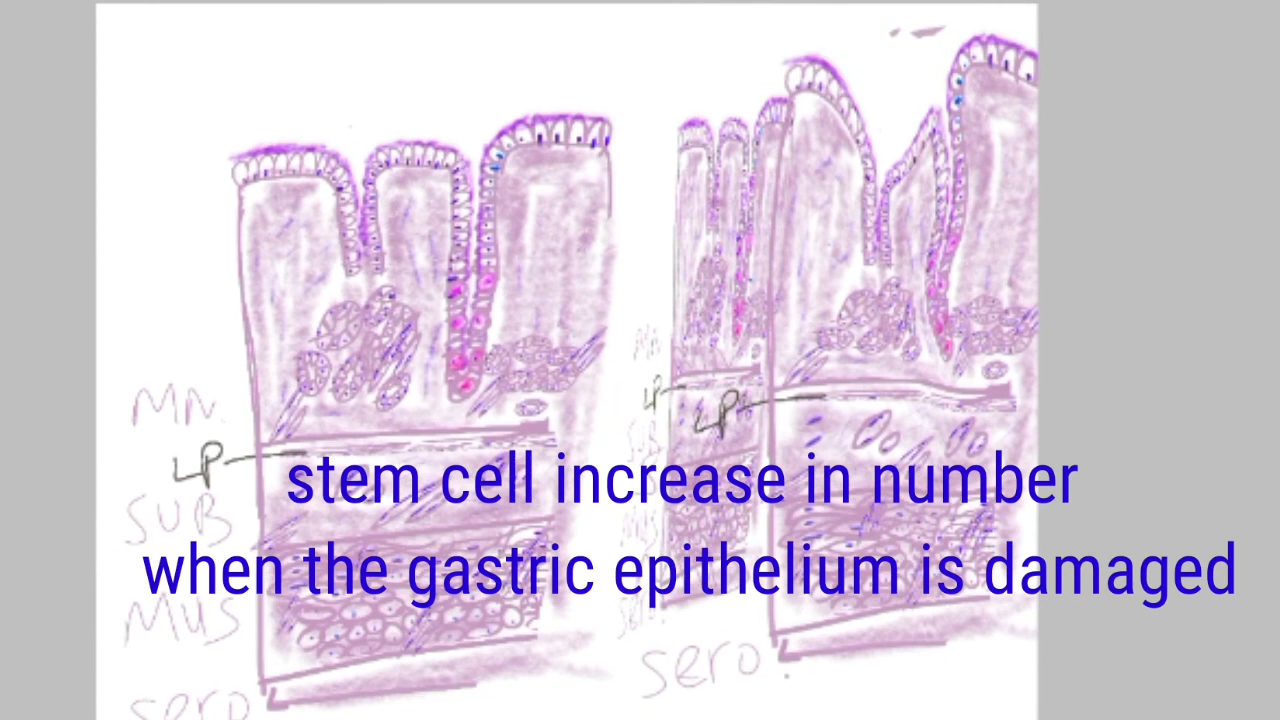 MN.
LP
LP
LP
stem cell increase in number
SUB
when the gastric epithelium is damaged
MUS
sero
sero.